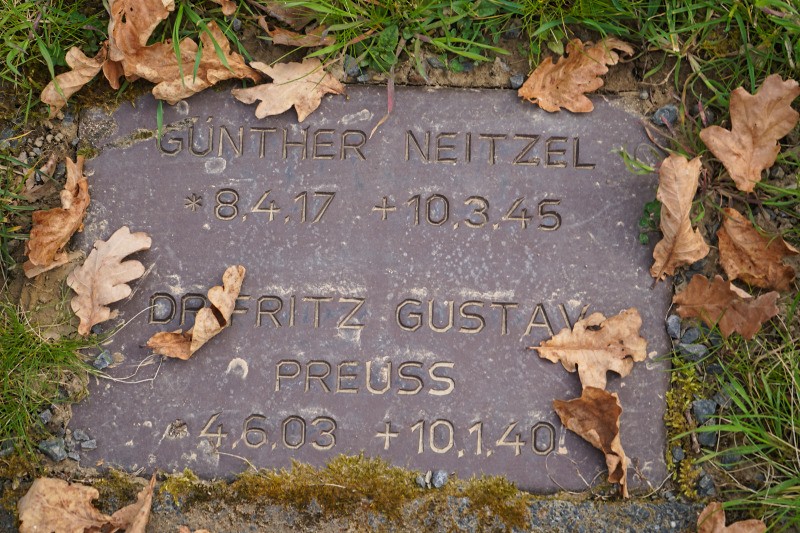 GÜNTHER NEITZEL
*8.4.17 +10.3.45
DR FRITZ GUSTAV
PREUSS
*4.6.03 +10.1.40